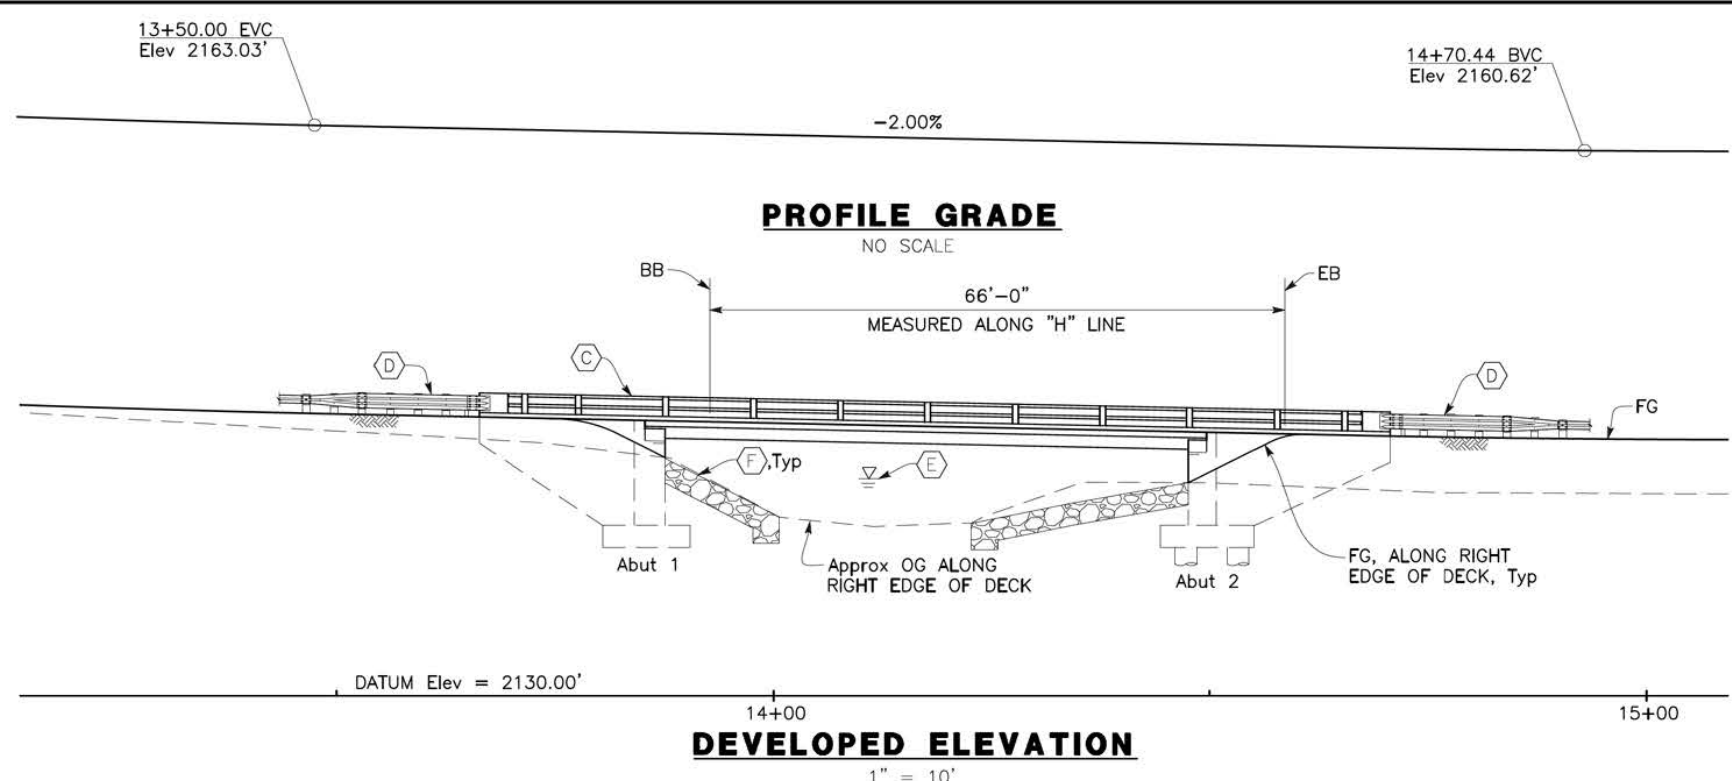 13+50.00 EVC
Elev 2163.03'
14+70.44 BVC
Elev 2160.62'
-2.00%
PROFILE GRADE
NO SCALE
BB
EB
66'-0"
MEASURED ALONG "H" LINE
D
C
D
FG
F ,Typ
E
Approx OG ALONG
RIGHT EDGE OF DECK
Abut 1
Abut 2
FG, ALONG RIGHT
EDGE OF DECK, Typ
DATUM Elev = 2130.00'
14+00
15+00
DEVELOPED ELEVATION
1" = 10'